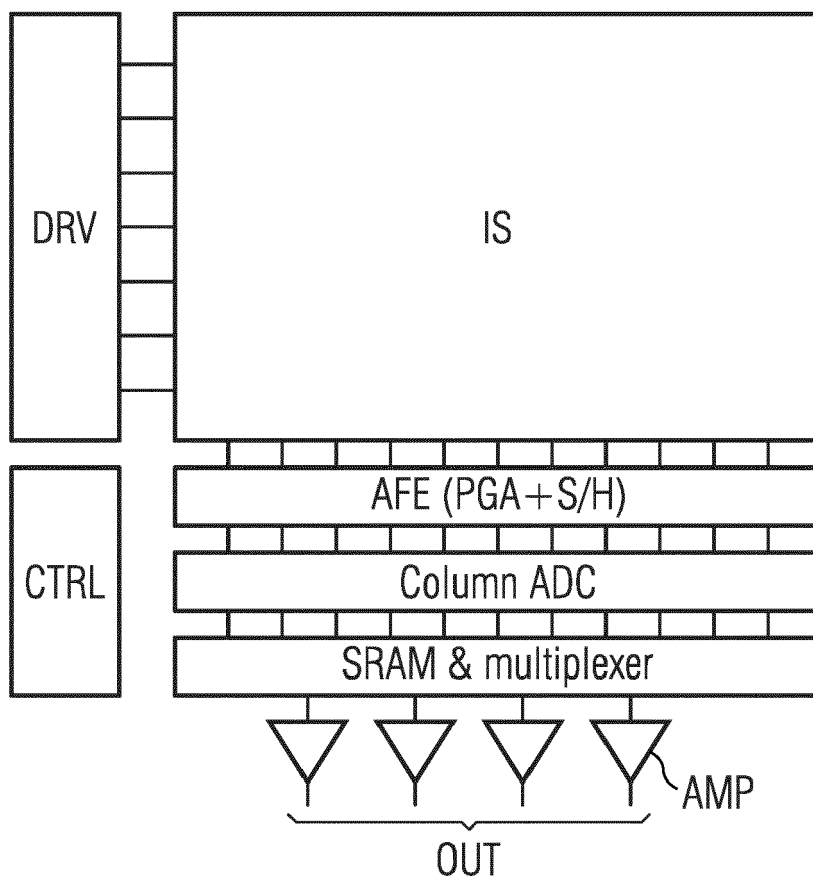 DRV
IS
CTRL
AFE (PGA+S/H)
Column ADC
SRAM & multiplexer
AMP
OUT